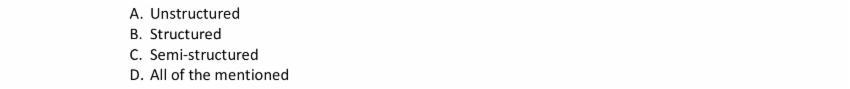 A. Unstructured
B. Structured
C. Semi-structured
D. All of the mentioned